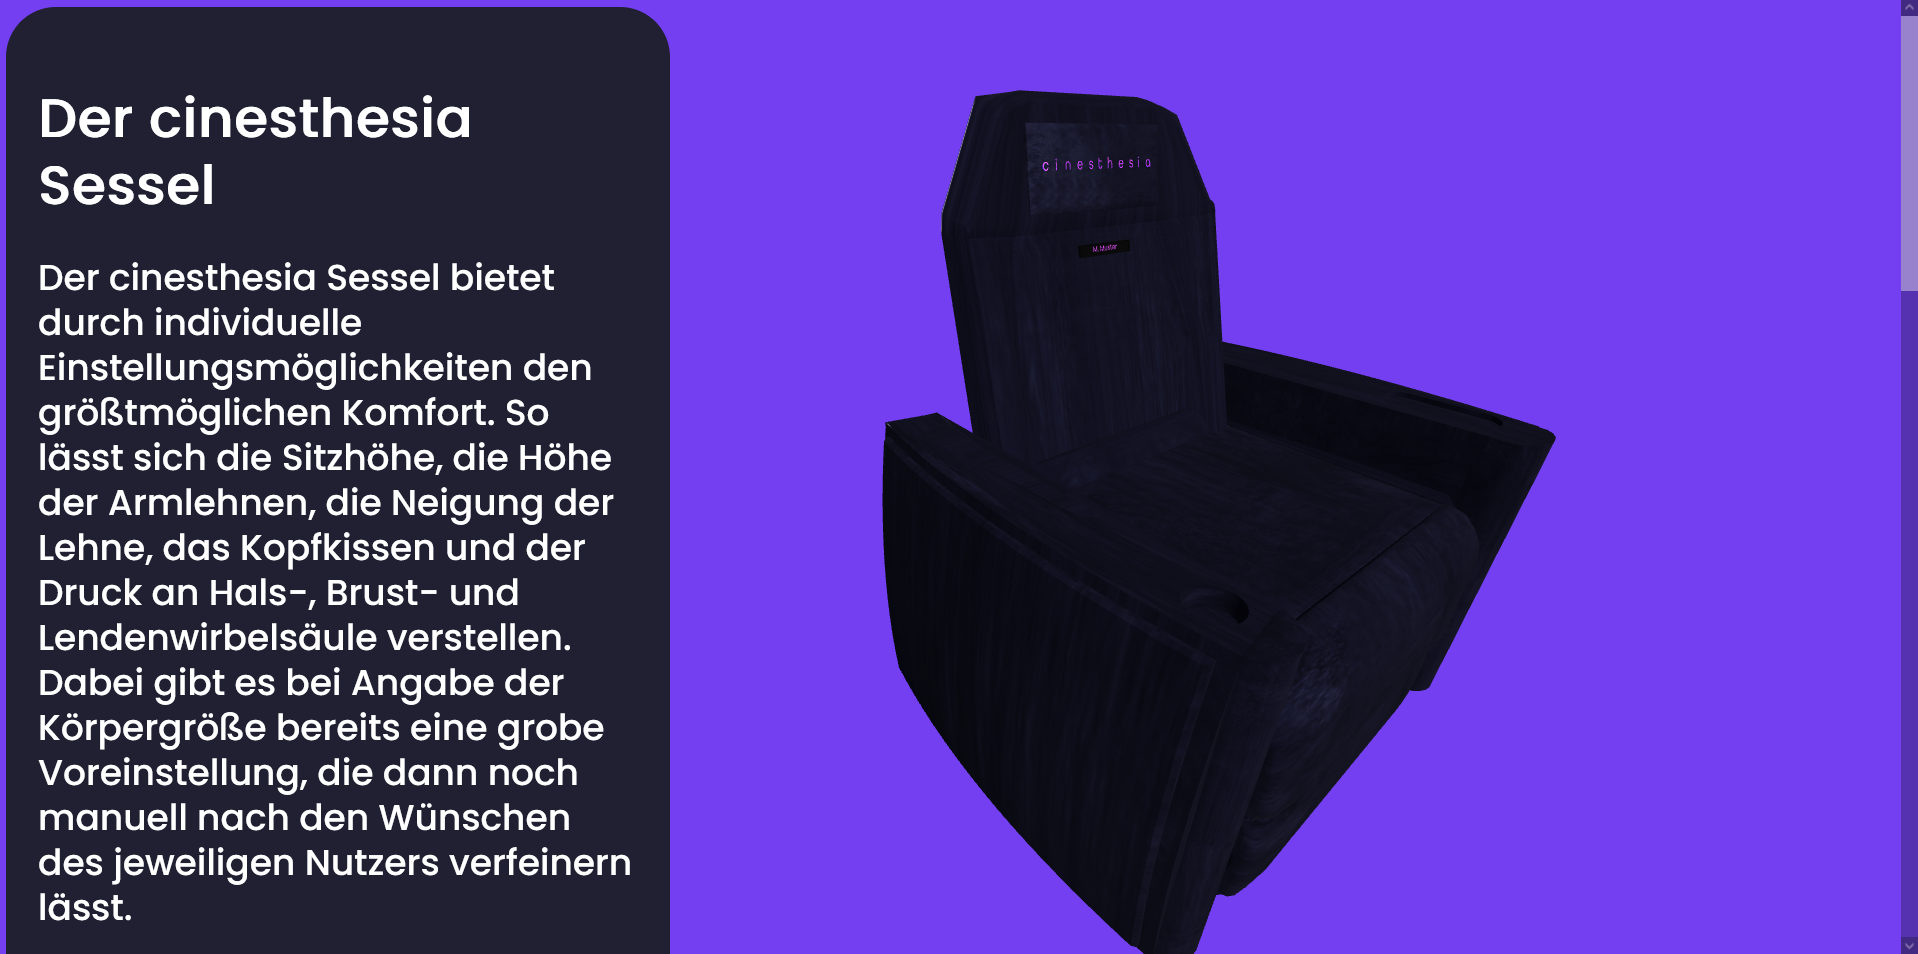 Der cinesthesia
Sessel
Der cinesthesia Sessel bietet
durch individuelle
Einstellungsmöglichkeiten den
größtmöglichen Komfort. So
lässt sich die Sitzhöhe, die Höhe
der Armlehnen, die Neigung der
Lehne, das Kopfkissen und der
Druck an Hals-, Brust- und
Lendenwirbelsäule verstellen.
Dabei gibt es bei Angabe der
Körpergröße bereits eine grobe
Voreinstellung, die dann noch
manuell nach den Wünschen
des jeweiligen Nutzers verfeinern
lässt.
cinesthesia
M.Muster